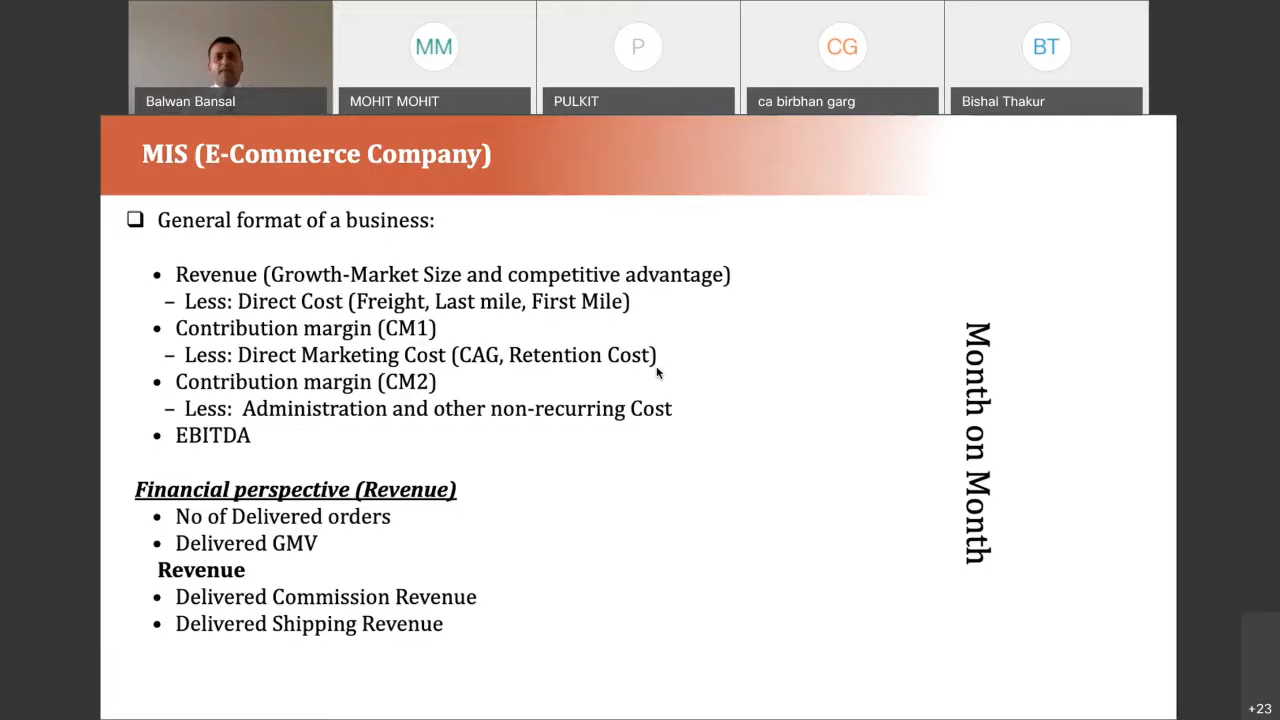 MM
P
CG
BT
Balwan Bansal
MOHIT MOHIT
PULKIT
ca birbhan garg
Bishal Thakur
MIS (E-Commerce Company)
❑ General format of a business:
• Revenue (Growth-Market Size and competitive advantage)
– Less: Direct Cost (Freight, Last mile, First Mile)
• Contribution margin (CM1)
– Less: Direct Marketing Cost (CAG, Retention Cost)
• Contribution margin (CM2)
– Less: Administration and other non-recurring Cost
• EBITDA
Financial perspective (Revenue)
• No of Delivered orders
• Delivered GMV
Revenue
• Delivered Commission Revenue
• Delivered Shipping Revenue
Month on Month
+23